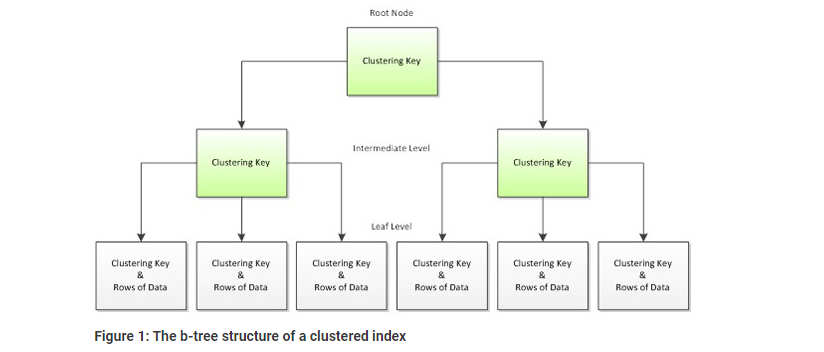 Root Node
Clustering Key
Clustering Key
Intermediate Level
Clustering Key
Leaf Level
Clustering Key
&
Rows of Data
Clustering Key
&
Rows of Data
Clustering Key
&
Rows of Data
Clustering Key
&
Rows of Data
Clustering Key
&
Rows of Data
Clustering Key
&
Rows of Data
Figure 1: The b-tree structure of a clustered index